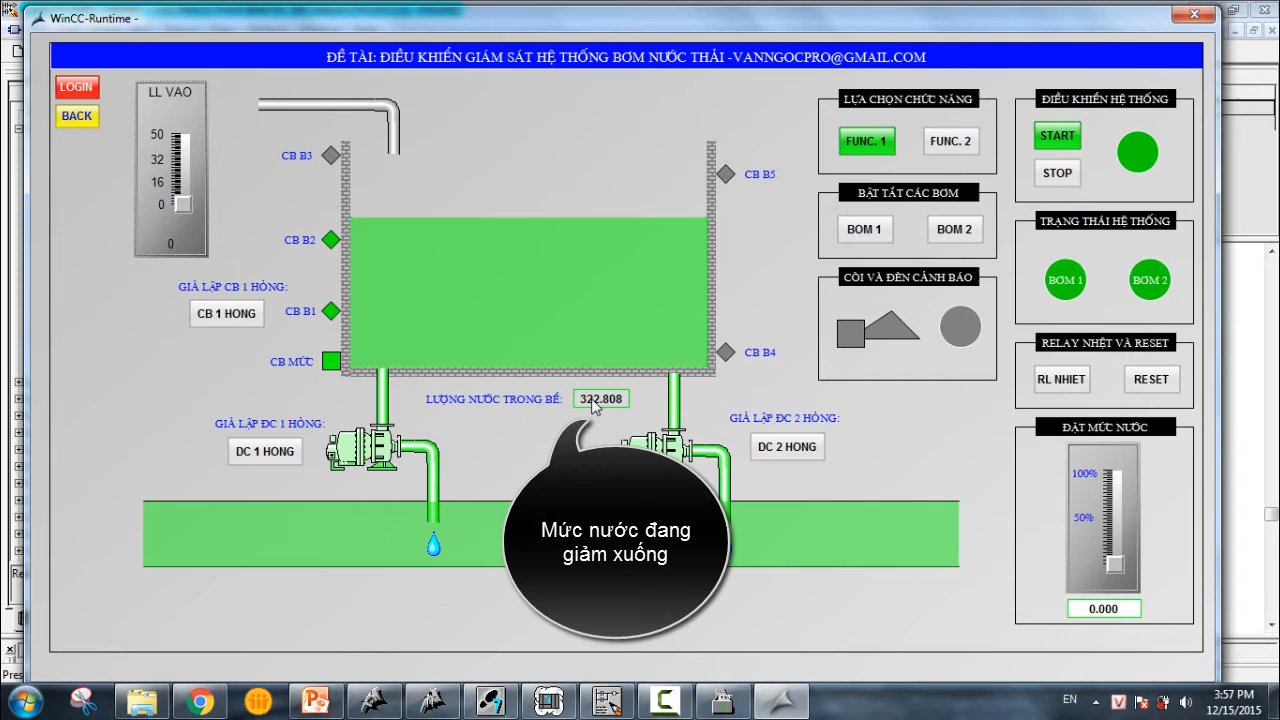 WinCC-Runtime -
ĐỀ TÀI: ĐIỀU KHIỂN GIÁM SÁT HỆ THỐNG BƠM NƯỚC THẢI -VANNGOCPRO@GMAIL.COM
LOGIN
BACK
LL VAO
50
32
16
0
0
CB B3
CB B2
GIẢ LẬP CB 1 HỎNG:
CB 1 HONG
CB B1
CB MỨC
CB B5
CB B4
LƯỢNG NƯỚC TRONG BỂ:
322.808
GIẢ LẬP ĐC 1 HỎNG:
DC 1 HONG
GIẢ LẬP ĐC 2 HỎNG:
DC 2 HONG
Mức nước đang
giảm xuống
LỰA CHỌN CHỨC NĂNG
FUNC. 1
FUNC. 2
BẬT TẮT CÁC BƠM
BOM 1
BOM 2
CÒI VÀ ĐÈN CẢNH BÁO
ĐIỀU KHIỂN HỆ THỐNG
START
STOP
TRẠNG THÁI HỆ THỐNG
BƠM 1
BƠM 2
RELAY NHIỆT VÀ RESET
RL NHIET
RESET
ĐẶT MỨC NƯỚC
100%
50%
0.000
Re
Pres
EN
3:57 PM
12/15/2015